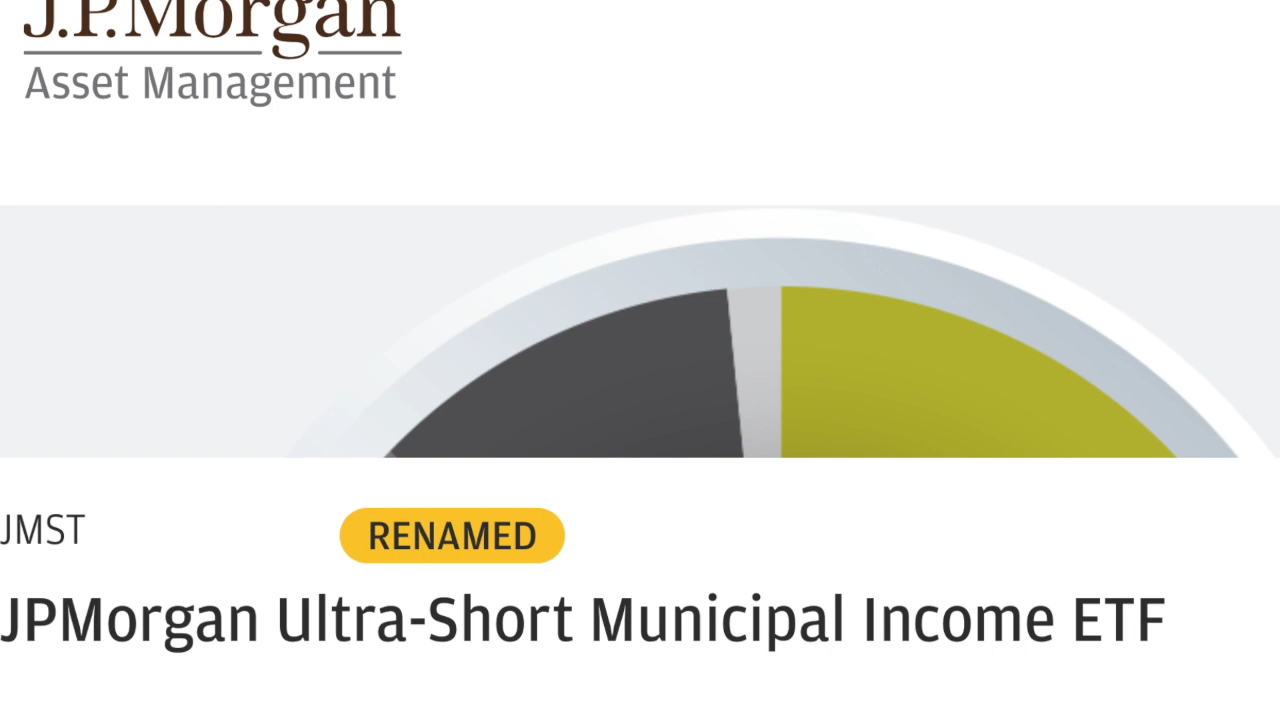 J.P.Morgan
Asset Management
JMST
RENAMED
JPMorgan Ultra-Short Municipal Income ETF